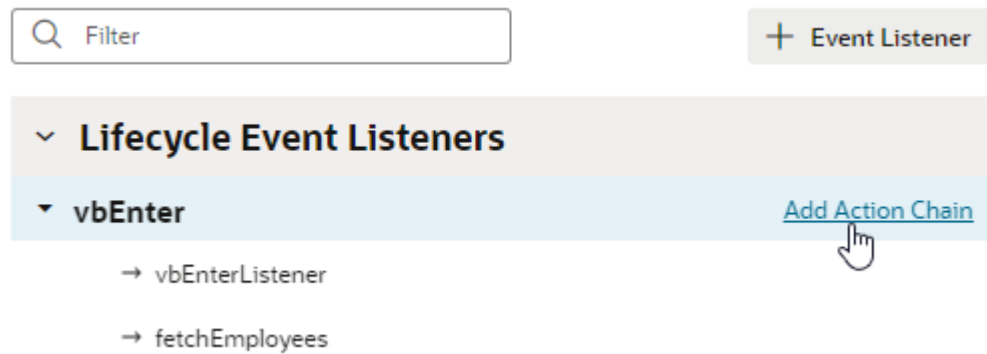 Filter
+ Event Listener
Lifecycle Event Listeners
vbEnter Add Action Chain
→ vbEnterListener
→ fetchEmployees